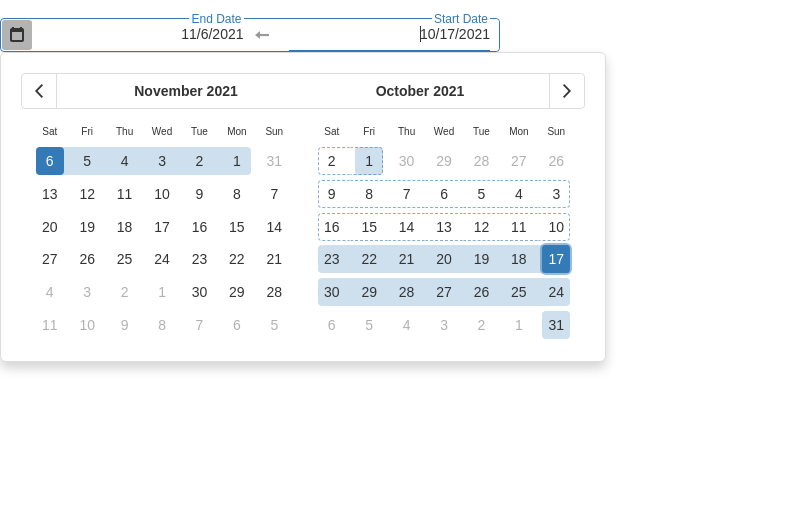 End Date Start Date
11/6/2021 10/17/2021
November 2021 October 2021
Sat Fri Thu Wed Tue Mon Sun Sat Fri Thu Wed Tue Mon Sun
6 5 4 3 2 1 31 2 1 30 29 28 27 26
13 12 11 10 9 8 7 9 8 7 6 5 4 3
20 19 18 17 16 15 14 16 15 14 13 12 11 10
27 26 25 24 23 22 21 23 22 21 20 19 18 17
4 3 2 1 30 29 28 30 29 28 27 26 25 24
11 10 9 8 7 6 5 6 5 4 3 2 1 31